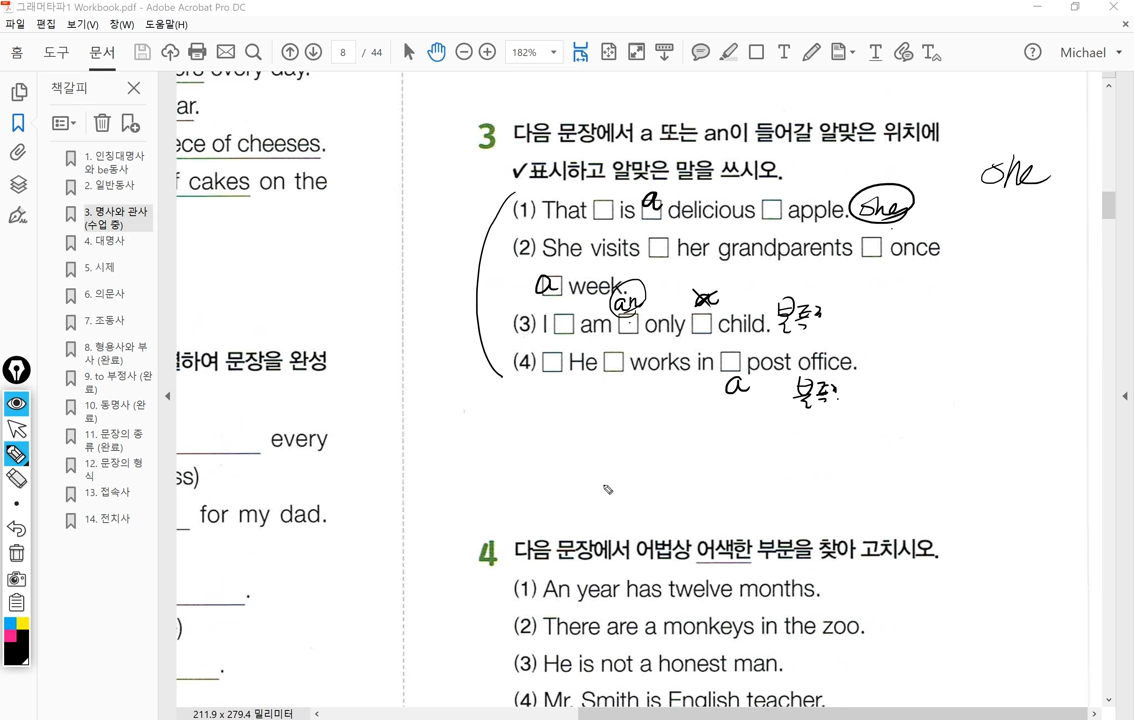 그래머타파1 Workbook.pdf - Adobe Acrobat Pro DC
파일 편집 보기(V) 창(W) 도움말(H)
홈 도구 문서 8 / 44 182% Michael
책갈피
1. 인칭대명사
와 be동사
2. 일반동사
3. 명사와 관사
(수업 중)
4. 대명사
5. 시제
6. 의문사
7. 조동사
8. 형용사와 부
사 (완료)
9. to 부정사 (완
료)
10. 동명사 (완
료)
11. 문장의 종
류 (완료)
12. 문장의 형
식
13. 접속사
14. 전치사
every day.
ar.
ece of cheeses.
f cakes on the
하여 문장을 완성
every
ss)
for my dad.
.
)
.
3 다음 문장에서 a 또는 an이 들어갈 알맞은 위치에
✓표시하고 알맞은 말을 쓰시오.
she
(1) That □ is a □ delicious □ apple. she
(2) She visits □ her grandparents □ once
a □ week.
an a
(3) I □ am □ only □ child. 부족
(4) □ He □ works in □ post office.
a 부족
4 다음 문장에서 어법상 어색한 부분을 찾아 고치시오.
(1) An year has twelve months.
(2) There are a monkeys in the zoo.
(3) He is not a honest man.
(4) Mr. Smith is English teacher.
211.9 x 279.4 밀리미터